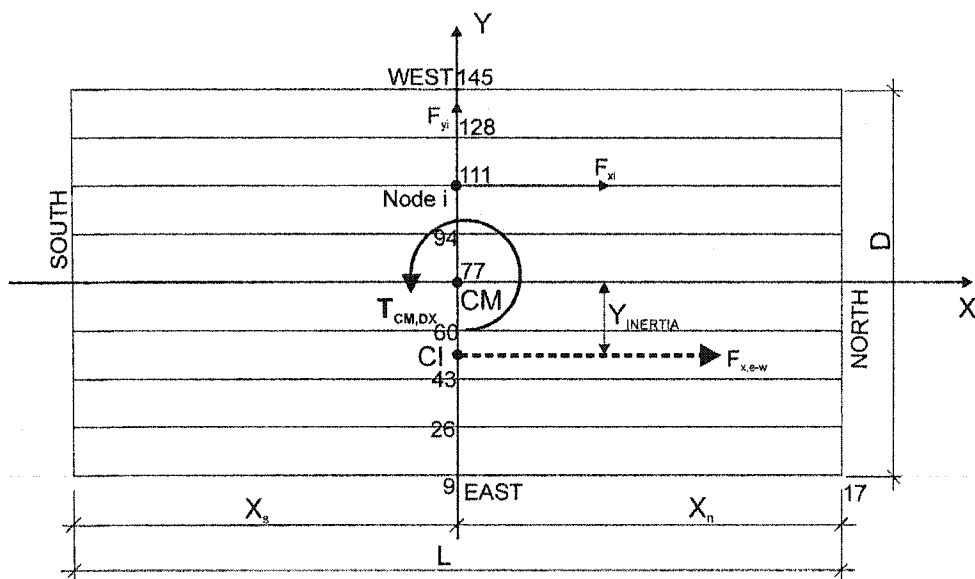 Y
WEST 145
F_yi
128
111
F_xi
Node i
SOUTH
94
D
77
CM
X
T_CM,DX
Y_INERTIA
NORTH
60
CI
F_x,e-w
43
26
9 EAST
17
X_s
X_n
L